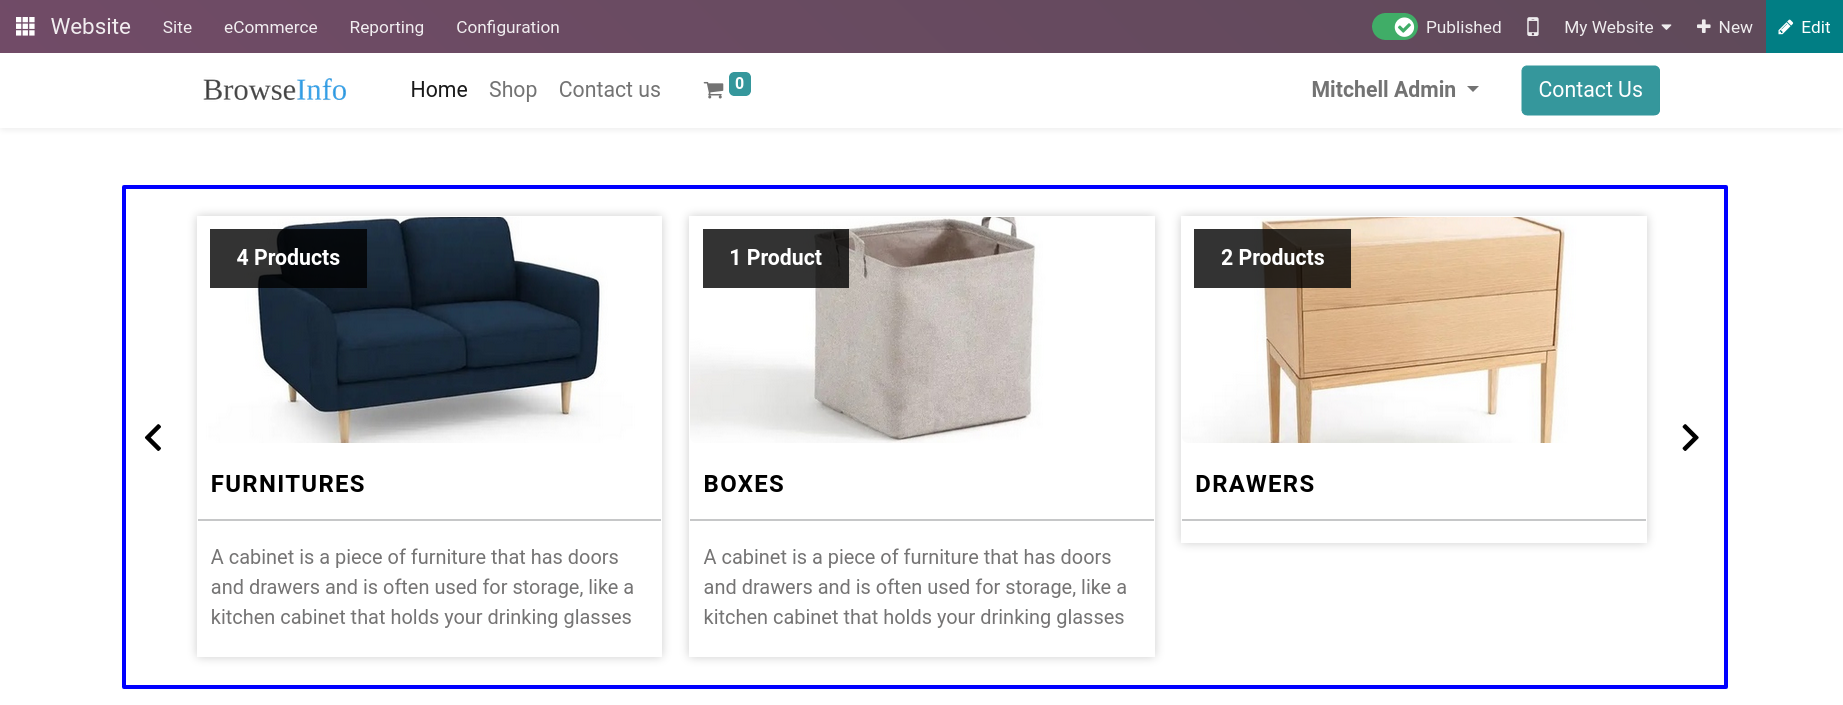 Website Site eCommerce Reporting Configuration Published My Website New Edit
BrowseInfo Home Shop Contact us 0 Mitchell Admin Contact Us
4 Products
1 Product
2 Products
FURNITURES
BOXES
DRAWERS
A cabinet is a piece of furniture that has doors
and drawers and is often used for storage, like a
kitchen cabinet that holds your drinking glasses
A cabinet is a piece of furniture that has doors
and drawers and is often used for storage, like a
kitchen cabinet that holds your drinking glasses